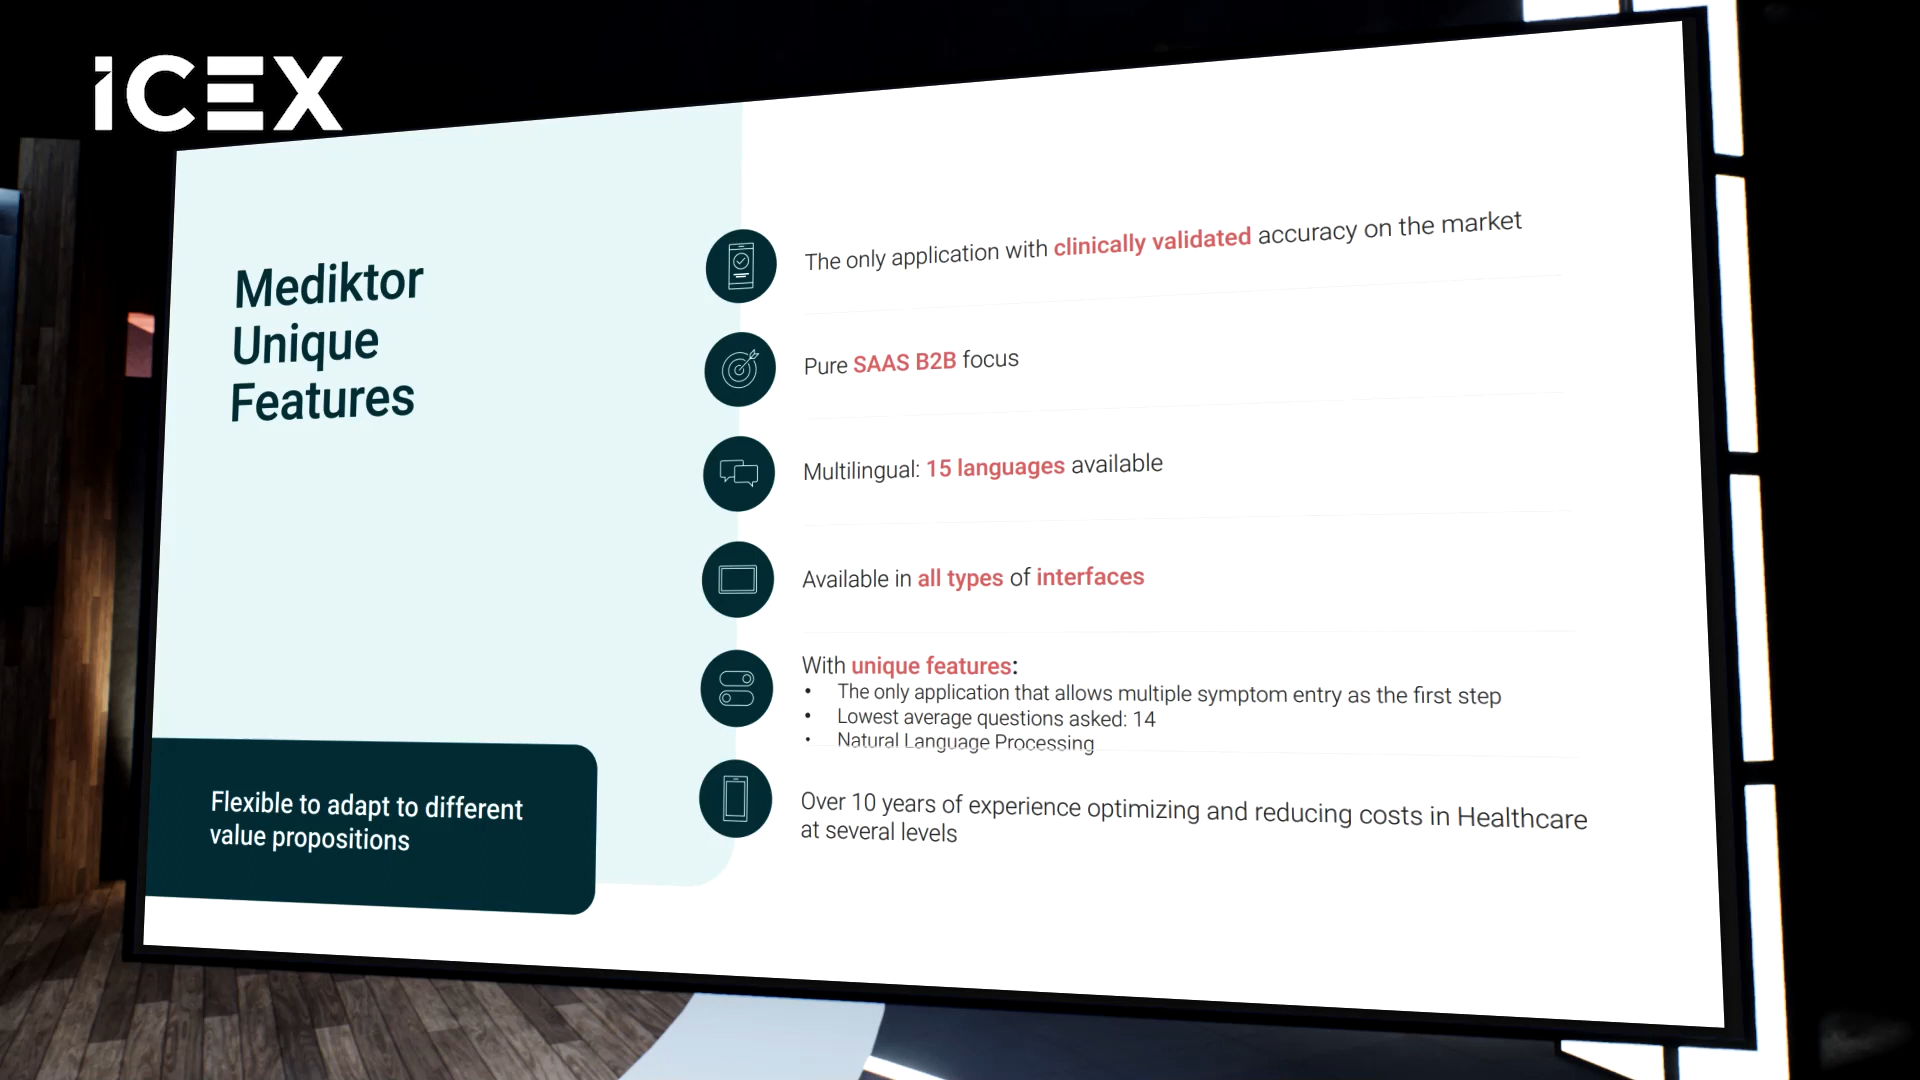 iCEX
Mediktor
Unique
Features
Flexible to adapt to different
value propositions
The only application with clinically validated accuracy on the market
Pure SAAS B2B focus
Multilingual: 15 languages available
Available in all types of interfaces
With unique features:
• The only application that allows multiple symptom entry as the first step
• Lowest average questions asked: 14
• Natural Language Processing
Over 10 years of experience optimizing and reducing costs in Healthcare
at several levels